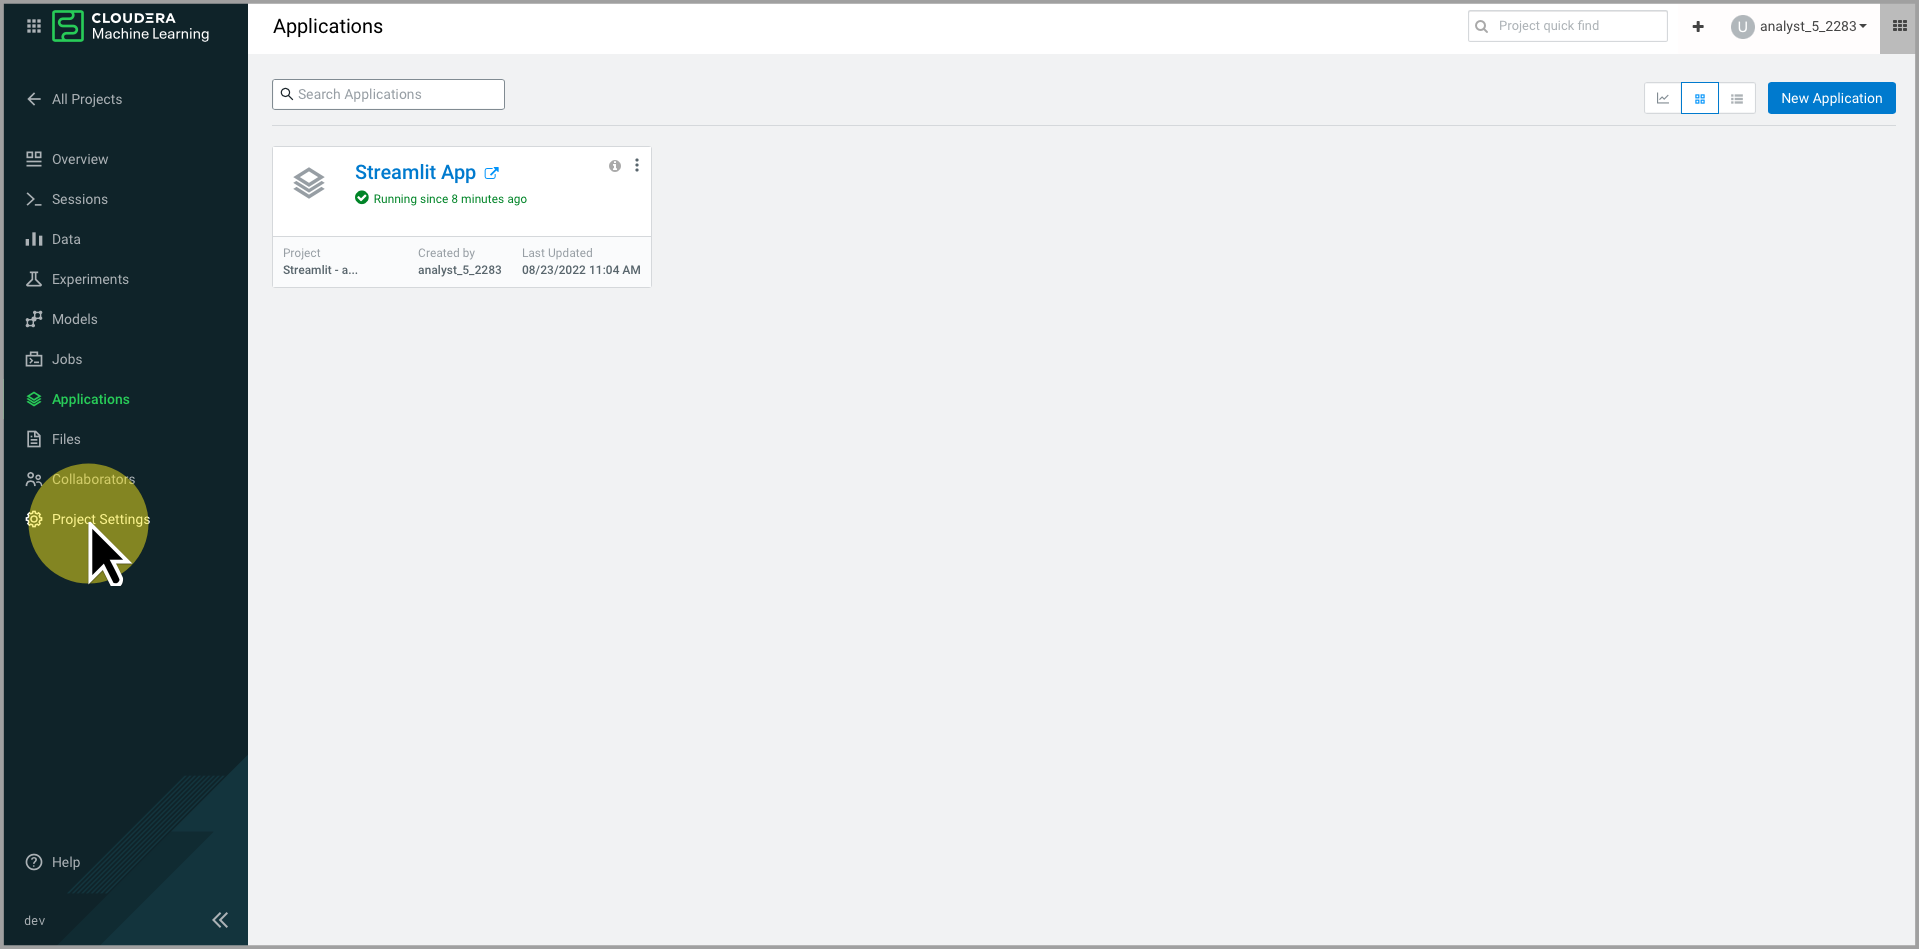 CLOUDERA
Machine Learning
All Projects
Overview
Sessions
Data
Experiments
Models
Jobs
Applications
Files
Collaborators
Project Settings
Help
dev
Applications
Project quick find
U analyst_5_2283
Search Applications
New Application
Streamlit App
Running since 8 minutes ago
Project Created by Last Updated
Streamlit - a... analyst_5_2283 08/23/2022 11:04 AM